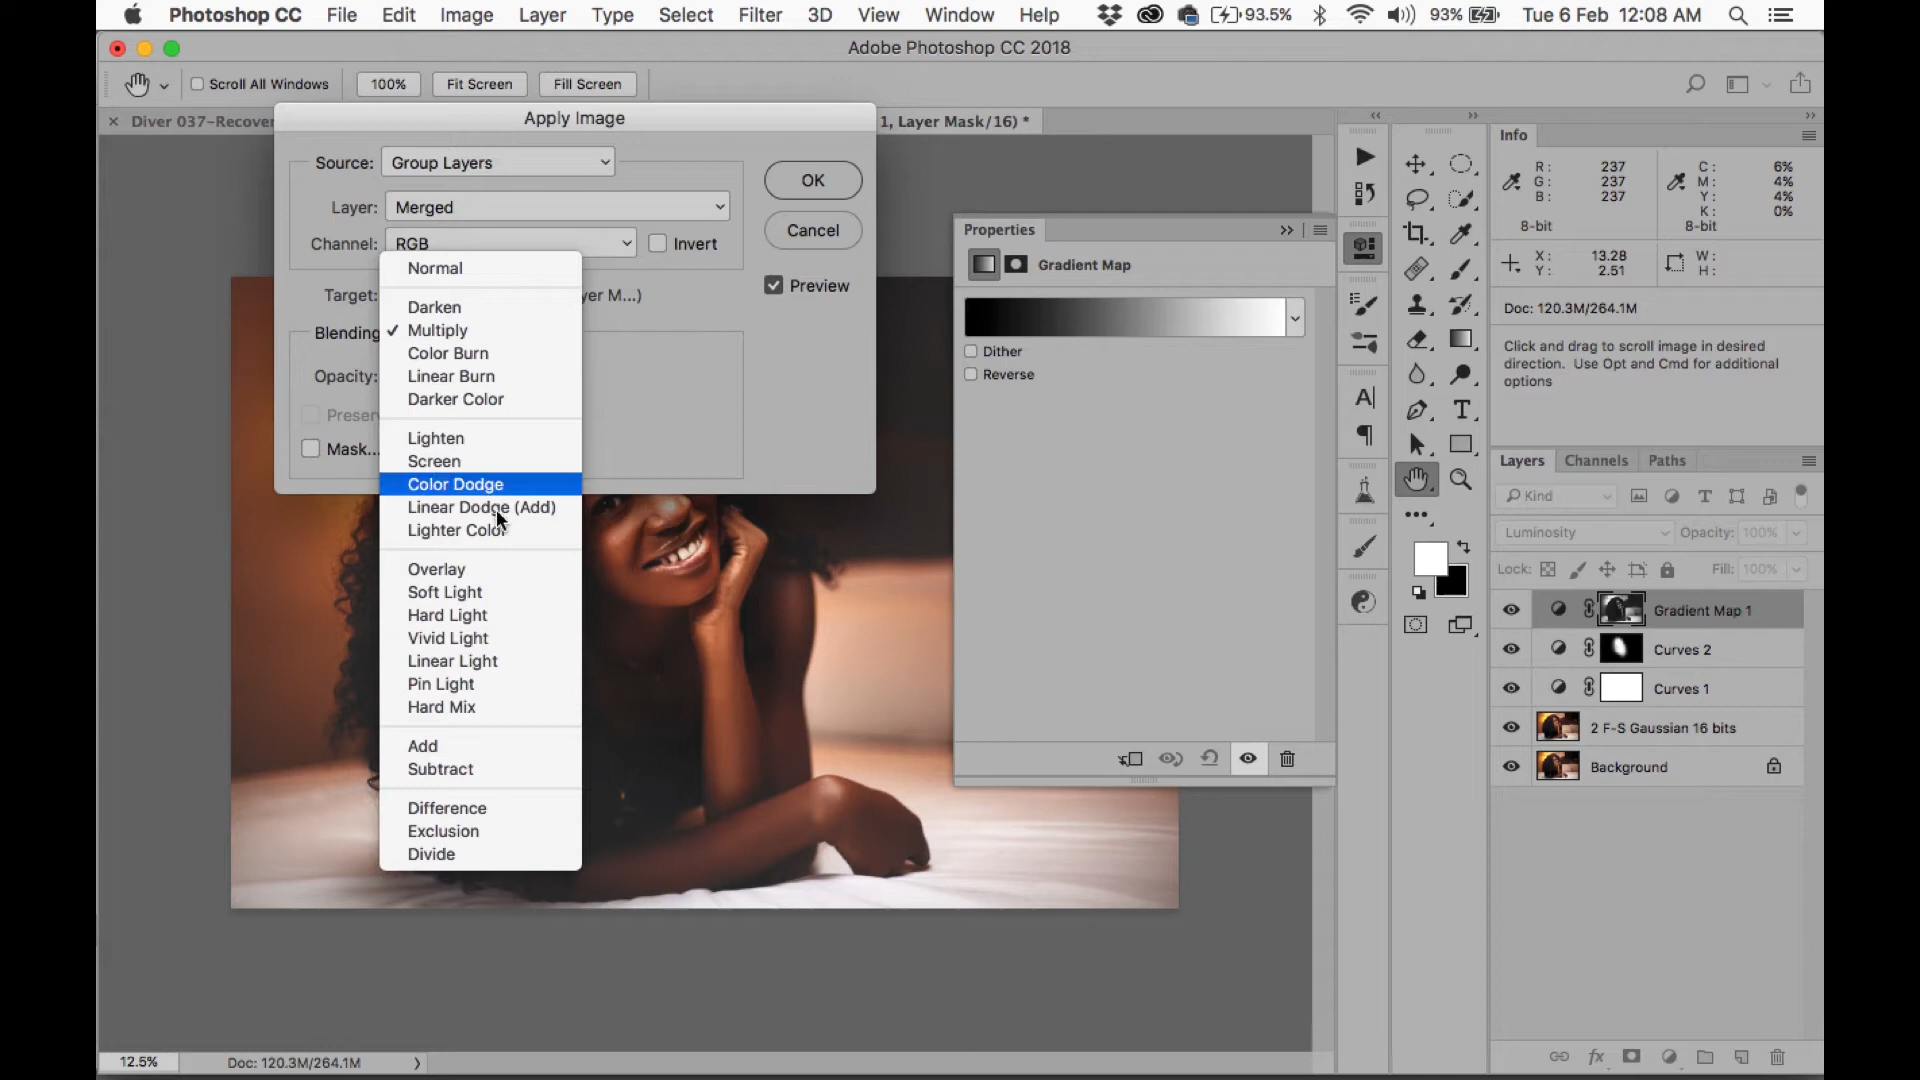 Photoshop CC File Edit Image Layer Type Select Filter 3D View Window Help 93.5% 93% Tue 6 Feb 12:08 AM
Adobe Photoshop CC 2018
Scroll All Windows 100% Fit Screen Fill Screen
Diver 037-Recover 1, Layer Mask/16) *
Apply Image
Source: Group Layers
Layer: Merged
Channel: RGB Invert
OK
Cancel
Preview
Target: yer M...)
Blending
Opacity:
Preser
Mask...
Normal
Darken
✓ Multiply
Color Burn
Linear Burn
Darker Color
Lighten
Screen
Color Dodge
Linear Dodge (Add)
Lighter Color
Overlay
Soft Light
Hard Light
Vivid Light
Linear Light
Pin Light
Hard Mix
Add
Subtract
Difference
Exclusion
Divide
Properties
Gradient Map
Dither
Reverse
Info
R: 237 C: 6%
G: 237 M: 4%
B: 237 Y: 4%
K: 0%
8-bit 8-bit
X: 13.28 W:
Y: 2.51 H:
Doc: 120.3M/264.1M
Click and drag to scroll image in desired
direction. Use Opt and Cmd for additional
options
Layers Channels Paths
Kind
Luminosity Opacity: 100%
Lock: Fill: 100%
Gradient Map 1
Curves 2
Curves 1
2 F-S Gaussian 16 bits
Background
fx
12.5% Doc: 120.3M/264.1M